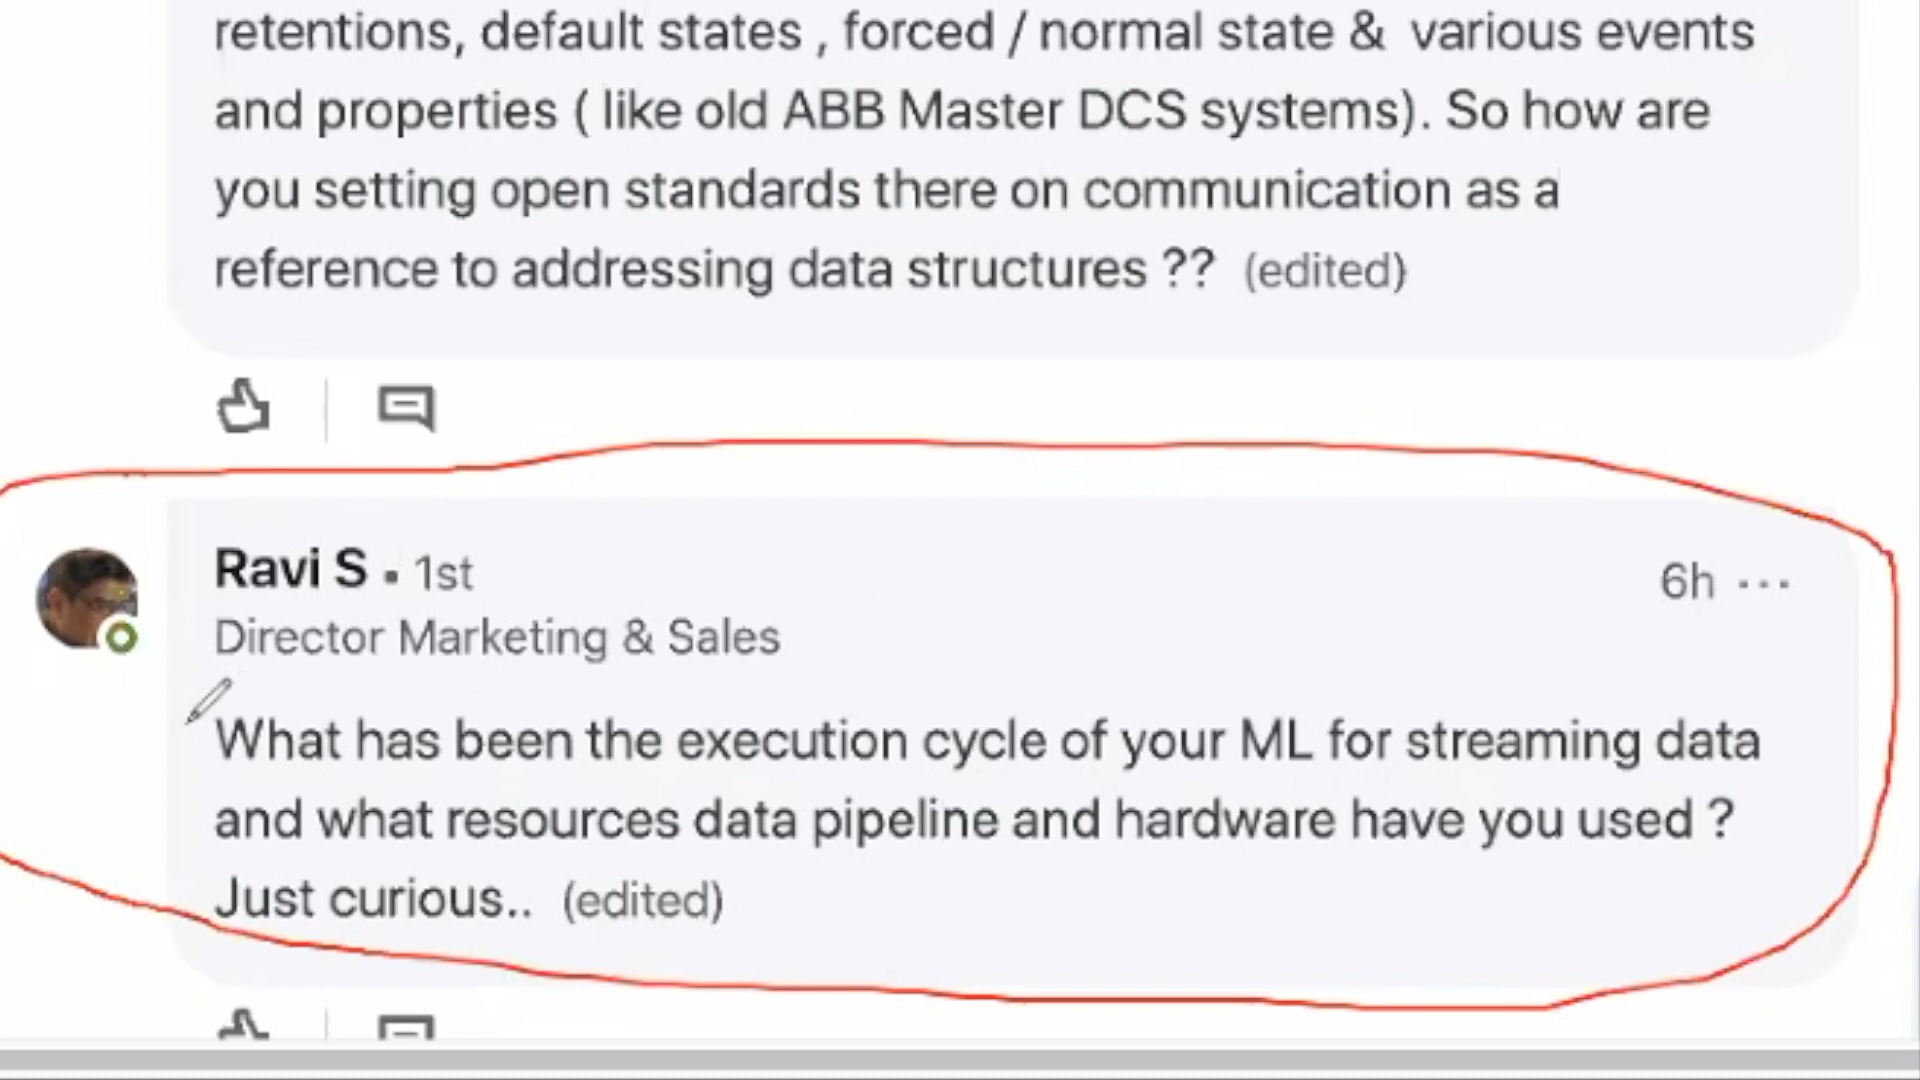 retentions, default states , forced / normal state & various events
and properties ( like old ABB Master DCS systems). So how are
you setting open standards there on communication as a
reference to addressing data structures ?? (edited)
Ravi S • 1st
6h ...
Director Marketing & Sales
What has been the execution cycle of your ML for streaming data
and what resources data pipeline and hardware have you used ?
Just curious.. (edited)